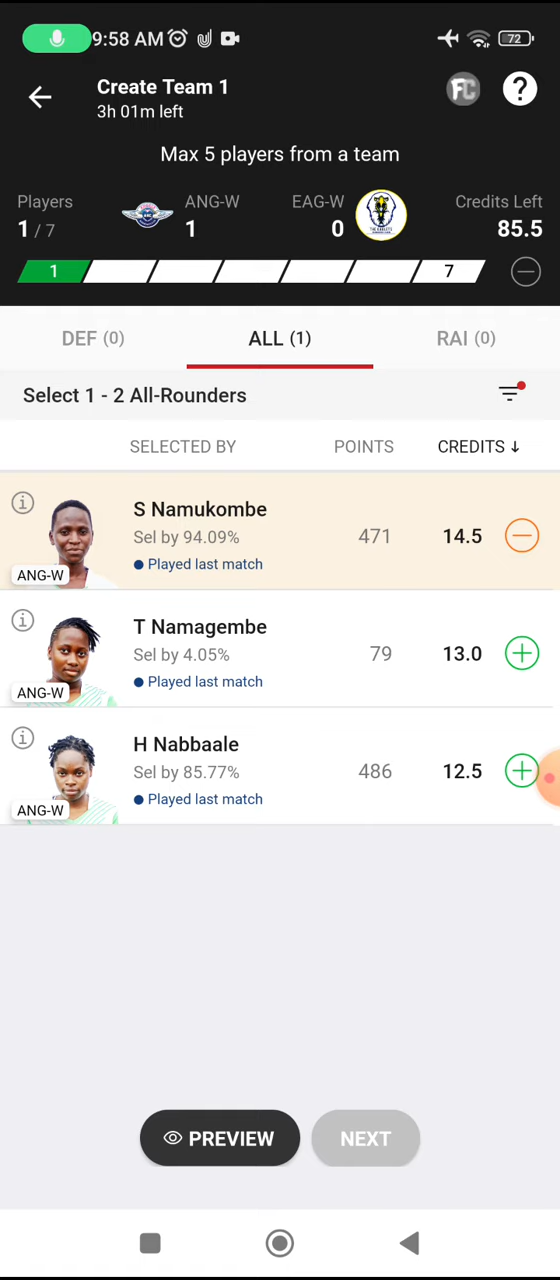 9:58 AM
72
Create Team 1
3h 01m left
FC
?
Max 5 players from a team
Players
1 / 7
ANG-W
1
EAG-W
0
Credits Left
85.5
1
7
DEF (0)
ALL (1)
RAI (0)
Select 1 - 2 All-Rounders
SELECTED BY
POINTS
CREDITS ↓
S Namukombe
Sel by 94.09%
471
14.5
Played last match
ANG-W
T Namagembe
Sel by 4.05%
79
13.0
Played last match
ANG-W
H Nabbaale
Sel by 85.77%
486
12.5
Played last match
ANG-W
PREVIEW
NEXT